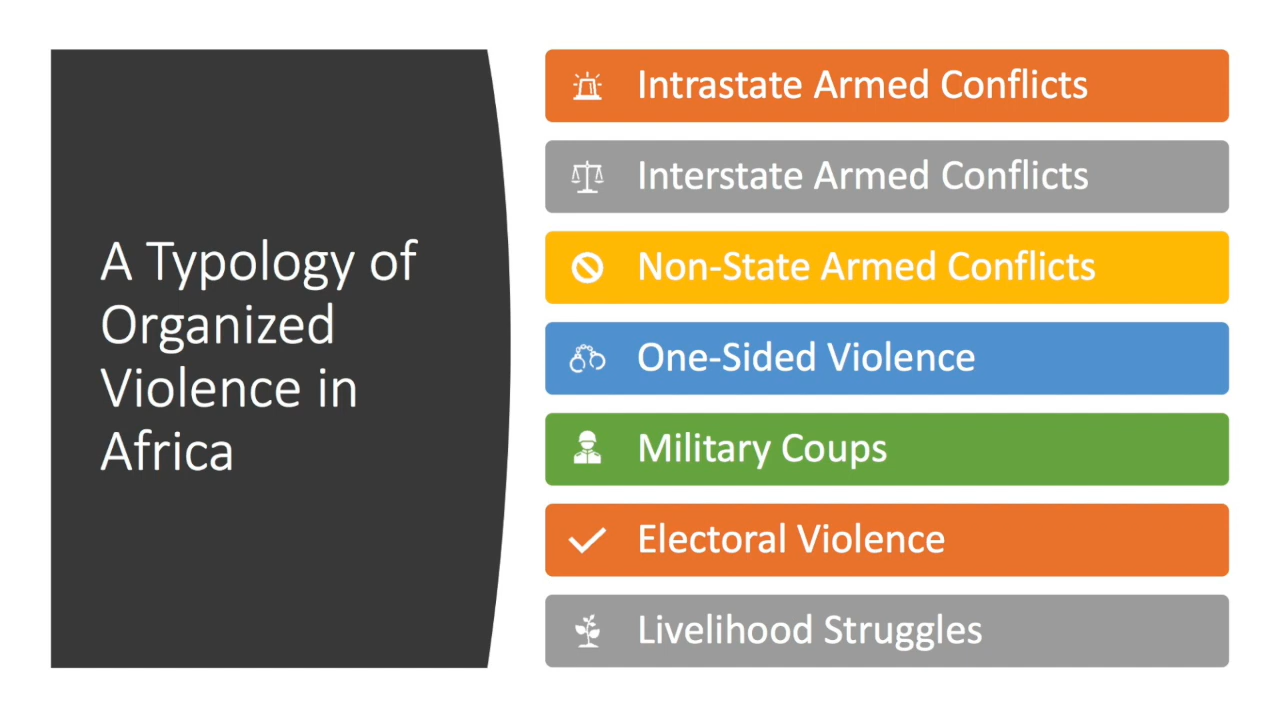 A Typology of
Organized
Violence in
Africa
Intrastate Armed Conflicts
Interstate Armed Conflicts
Non-State Armed Conflicts
One-Sided Violence
Military Coups
Electoral Violence
Livelihood Struggles